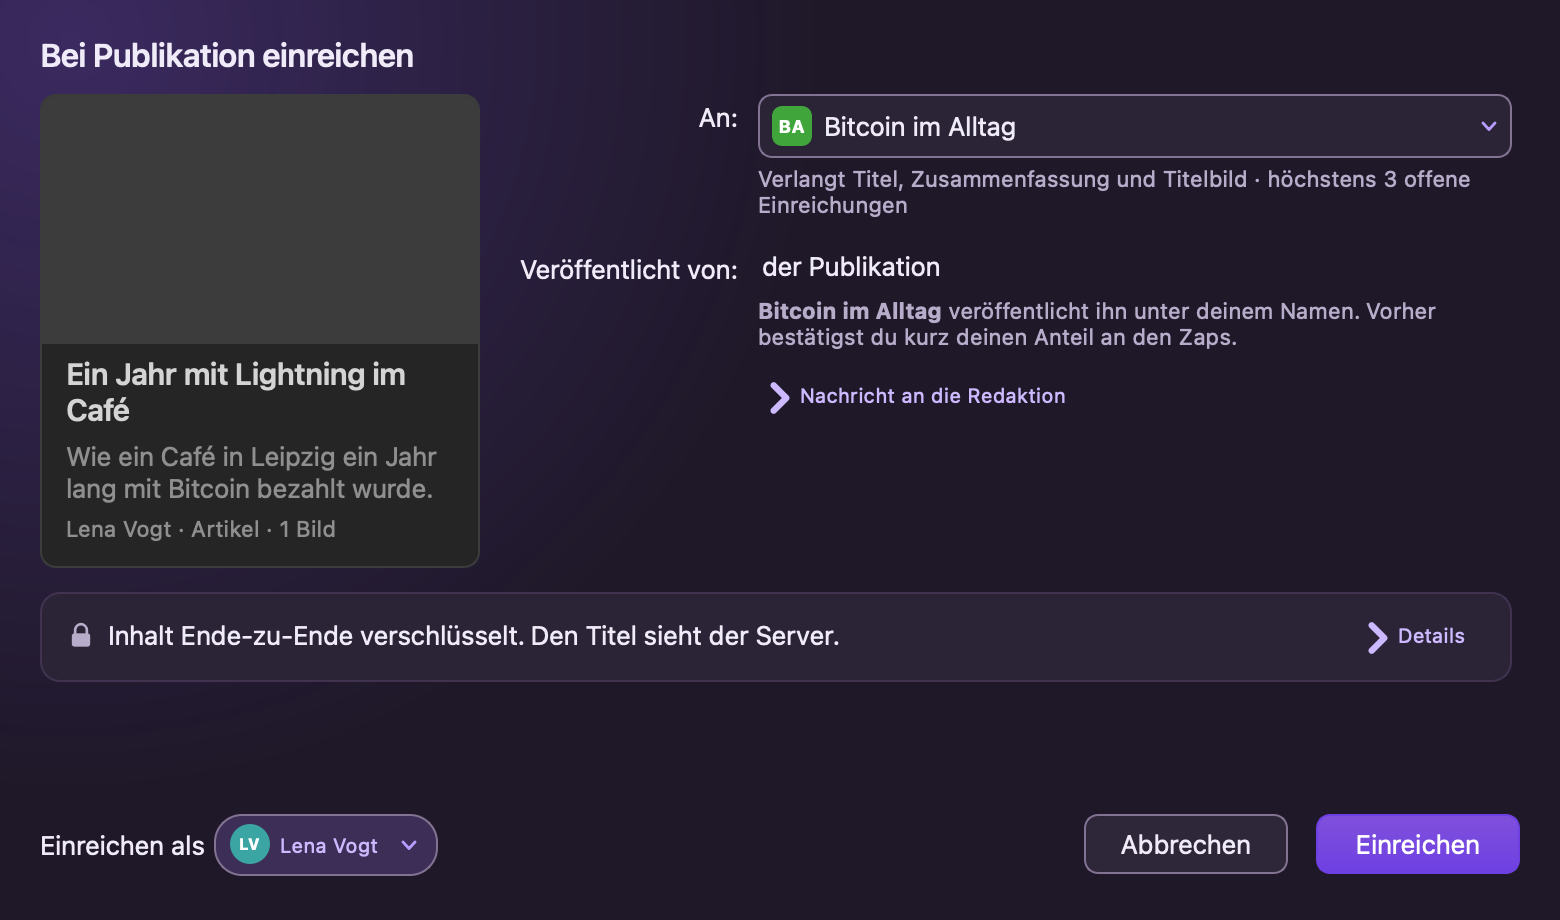 Bei Publikation einreichen
An:
BA
Bitcoin im Alltag
Verlangt Titel, Zusammenfassung und Titelbild · höchstens 3 offene
Einreichungen
Veröffentlicht von:
der Publikation
Bitcoin im Alltag veröffentlicht ihn unter deinem Namen. Vorher
bestätigst du kurz deinen Anteil an den Zaps.
Nachricht an die Redaktion
Ein Jahr mit Lightning im
Café
Wie ein Café in Leipzig ein Jahr
lang mit Bitcoin bezahlt wurde.
Lena Vogt · Artikel · 1 Bild
Inhalt Ende-zu-Ende verschlüsselt. Den Titel sieht der Server.
Details
Einreichen als
LV
Lena Vogt
Abbrechen
Einreichen